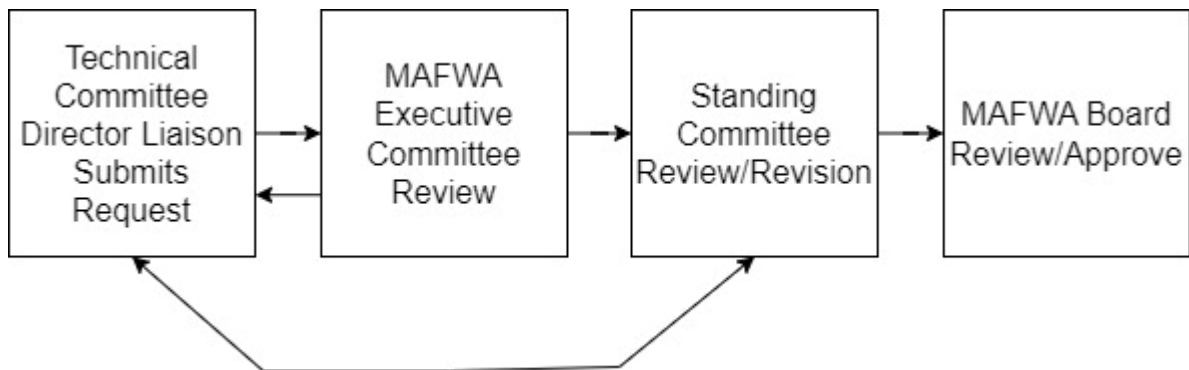 Technical
Committee
Director Liaison
Submits
Request
MAFWA
Executive
Committee
Review
Standing
Committee
Review/Revision
MAFWA Board
Review/Approve